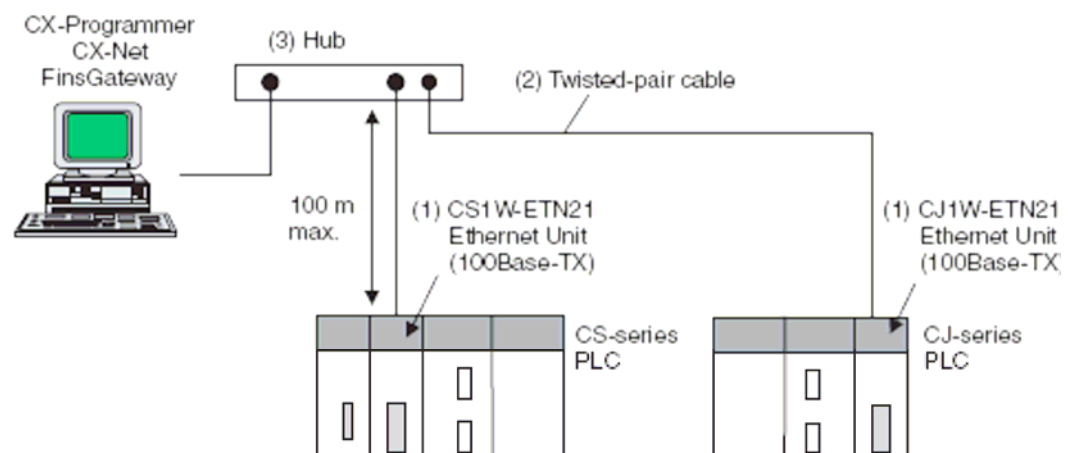 CX-Programmer
CX-Net
FinsGateway
(3) Hub
(2) Twisted-pair cable
100 m
max.
(1) CS1W-ETN21
Ethernet Unit
(100Base-TX)
(1) CJ1W-ETN21
Ethernet Unit
(100Base-TX)
CS-series
PLC
CJ-series
PLC